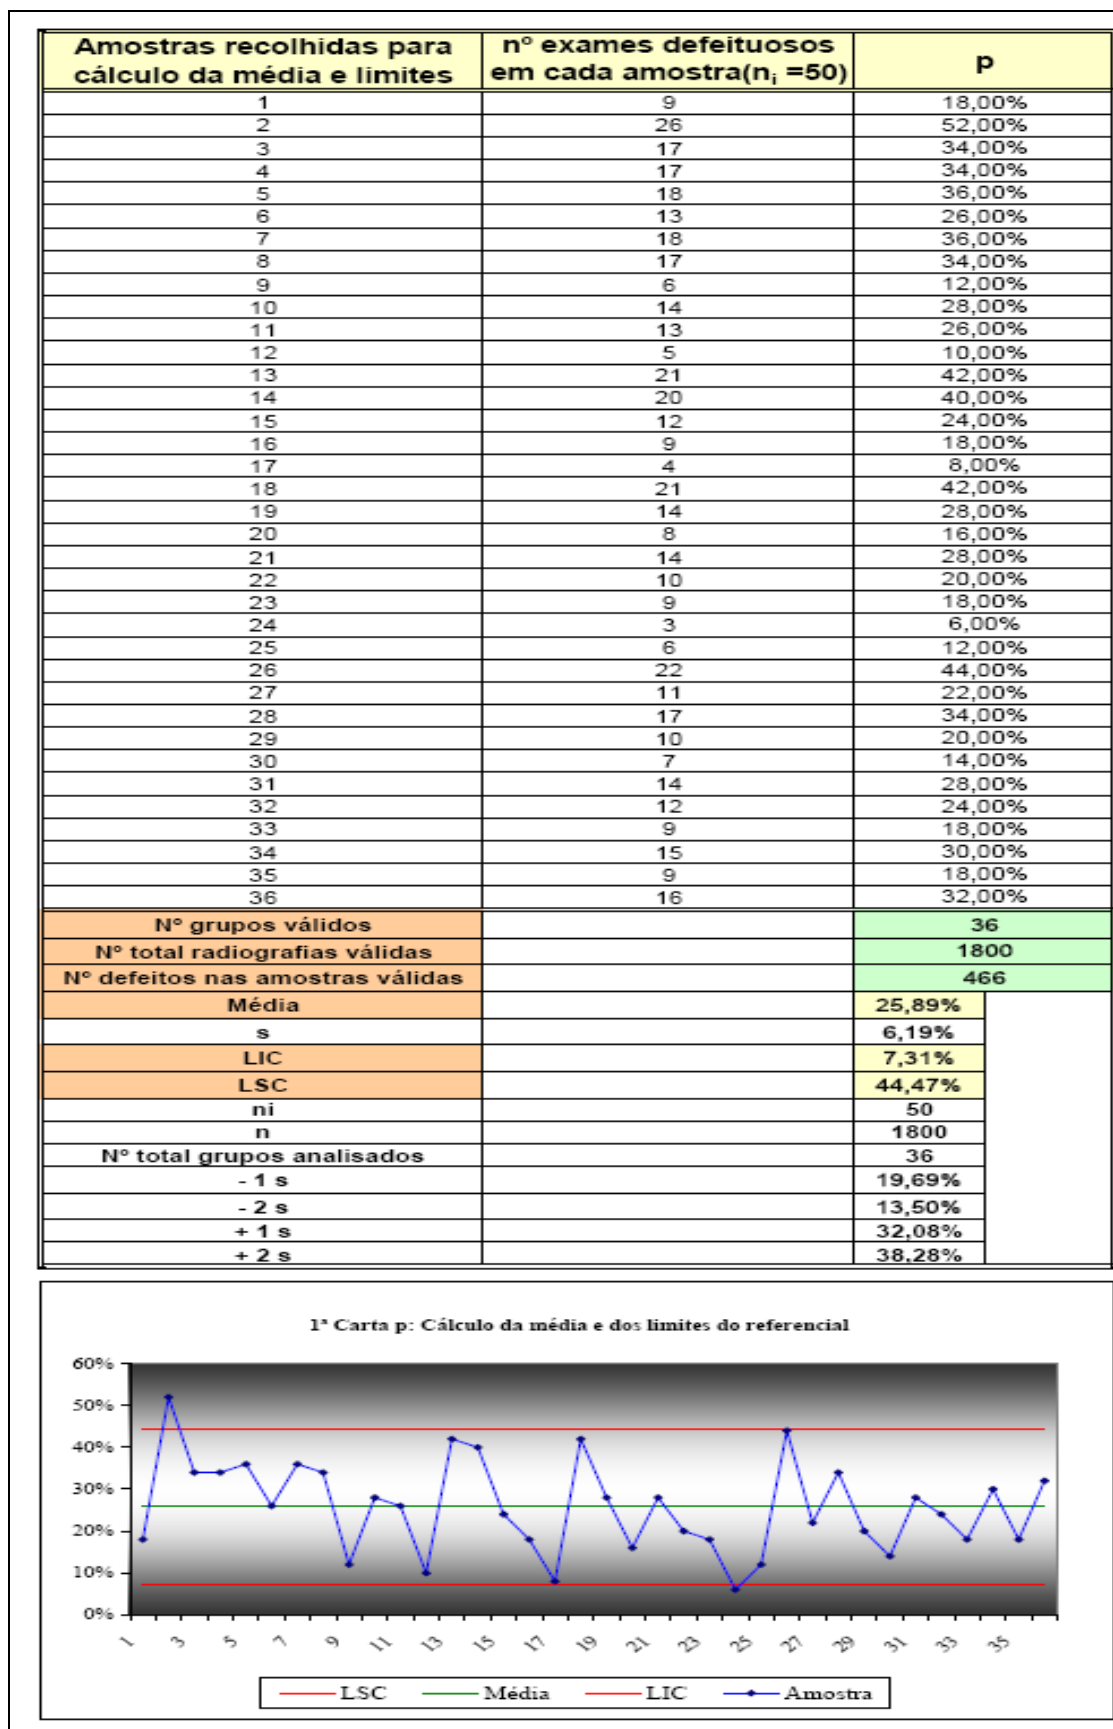 Amostras recolhidas para cálculo da média e limites	nº exames defeituosos em cada amostra(ni =50)	p
1	9	18,00%
2	26	52,00%
3	17	34,00%
4	17	34,00%
5	18	36,00%
6	13	26,00%
7	18	36,00%
8	17	34,00%
9	6	12,00%
10	14	28,00%
11	13	26,00%
12	5	10,00%
13	21	42,00%
14	20	40,00%
15	12	24,00%
16	9	18,00%
17	4	8,00%
18	21	42,00%
19	14	28,00%
20	8	16,00%
21	14	28,00%
22	10	20,00%
23	9	18,00%
24	3	6,00%
25	6	12,00%
26	22	44,00%
27	11	22,00%
28	17	34,00%
29	10	20,00%
30	7	14,00%
31	14	28,00%
32	12	24,00%
33	9	18,00%
34	15	30,00%
35	9	18,00%
36	16	32,00%
Nº grupos válidos	36
Nº total radiografias válidas	1800
Nº defeitos nas amostras válidas	466
Média	25,89%
s	6,19%
LIC	7,31%
LSC	44,47%
ni	50
n	1800
Nº total grupos analisados	36
- 1 s	19,69%
- 2 s	13,50%
+ 1 s	32,08%
+ 2 s	38,28%
1ª Carta p: Cálculo da média e dos limites do referencial
60%
50%
40%
30%
20%
10%
0%
1 3 5 7 9 11 13 15 17 19 21 23 25 27 29 31 33 35
LSC Média LIC Amostra